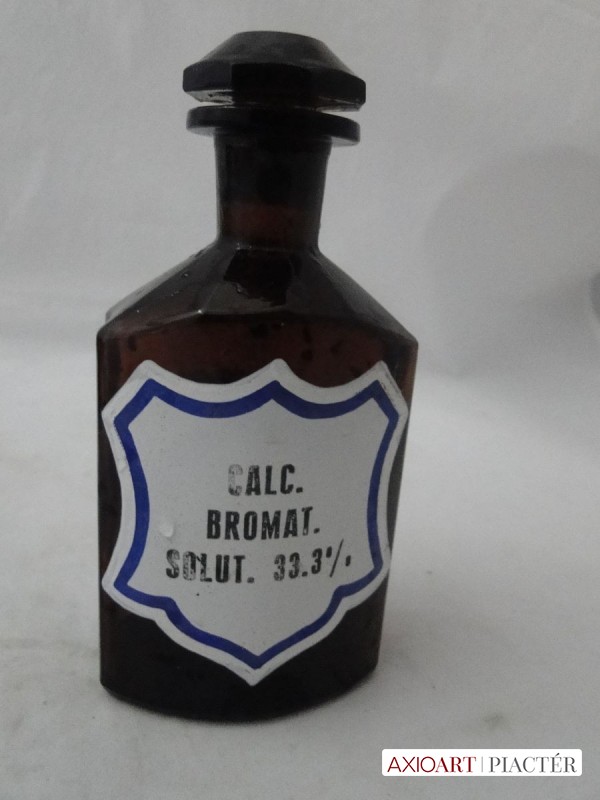 CALC.
BROMAT.
SOLUT. 33.3%.
AXIOART | PIACTÉR